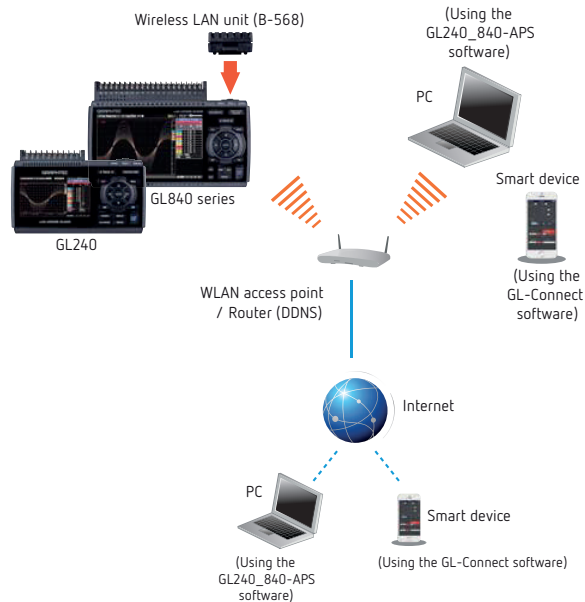 Wireless LAN unit (B-568)
(Using the
GL240_840-APS
software)
PC
GRAPHTEC
GL840 series
GRAPHTEC
GL240
Smart device
(Using the
GL-Connect
software)
WLAN access point
/ Router (DDNS)
Internet
PC
Smart device
(Using the
GL240_840-APS
software)
(Using the GL-Connect software)